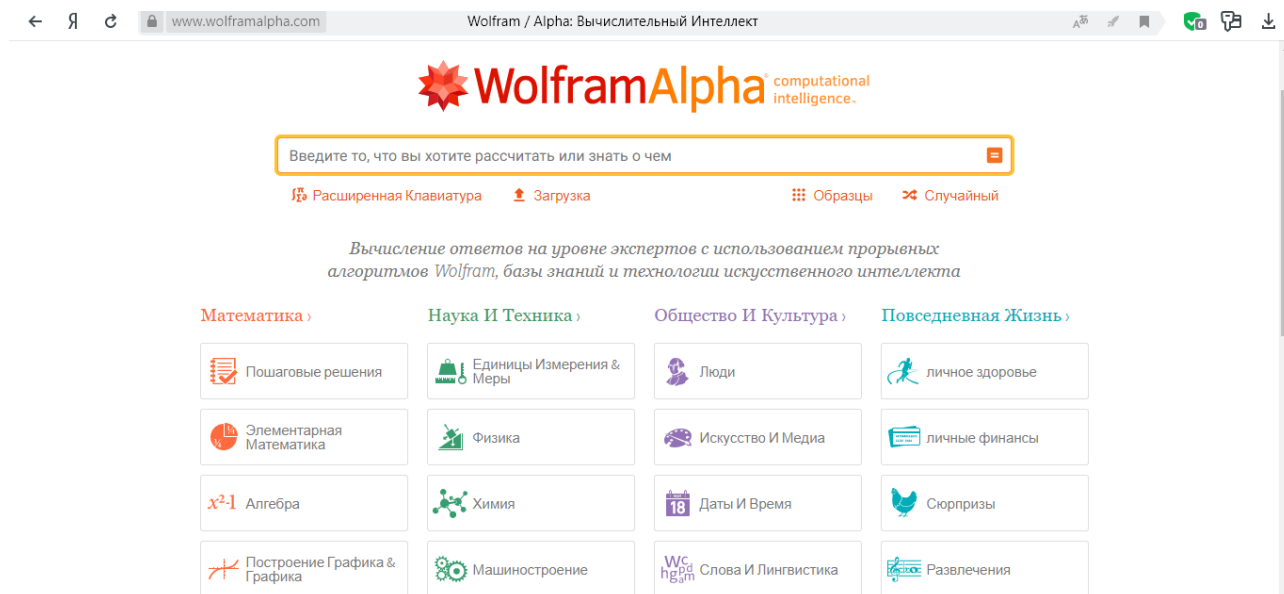 Я www.wolframalpha.com Wolfram / Alpha: Вычислительный Интеллект
WolframAlpha computational intelligence.
Введите то, что вы хотите рассчитать или знать о чем
Расширенная Клавиатура Загрузка Образцы Случайный
Вычисление ответов на уровне экспертов с использованием прорывных
алгоритмов Wolfram, базы знаний и технологии искусственного интеллекта
Математика › Наука И Техника › Общество И Культура › Повседневная Жизнь ›
Пошаговые решения
Единицы Измерения &
Меры
Люди
личное здоровье
Элементарная
Математика
Физика
Искусство И Медиа
личные финансы
x²-1 Алгебра
Химия
18 Даты И Время
Сюрпризы
Построение Графика &
Графика
Машиностроение
Слова И Лингвистика
Развлечения